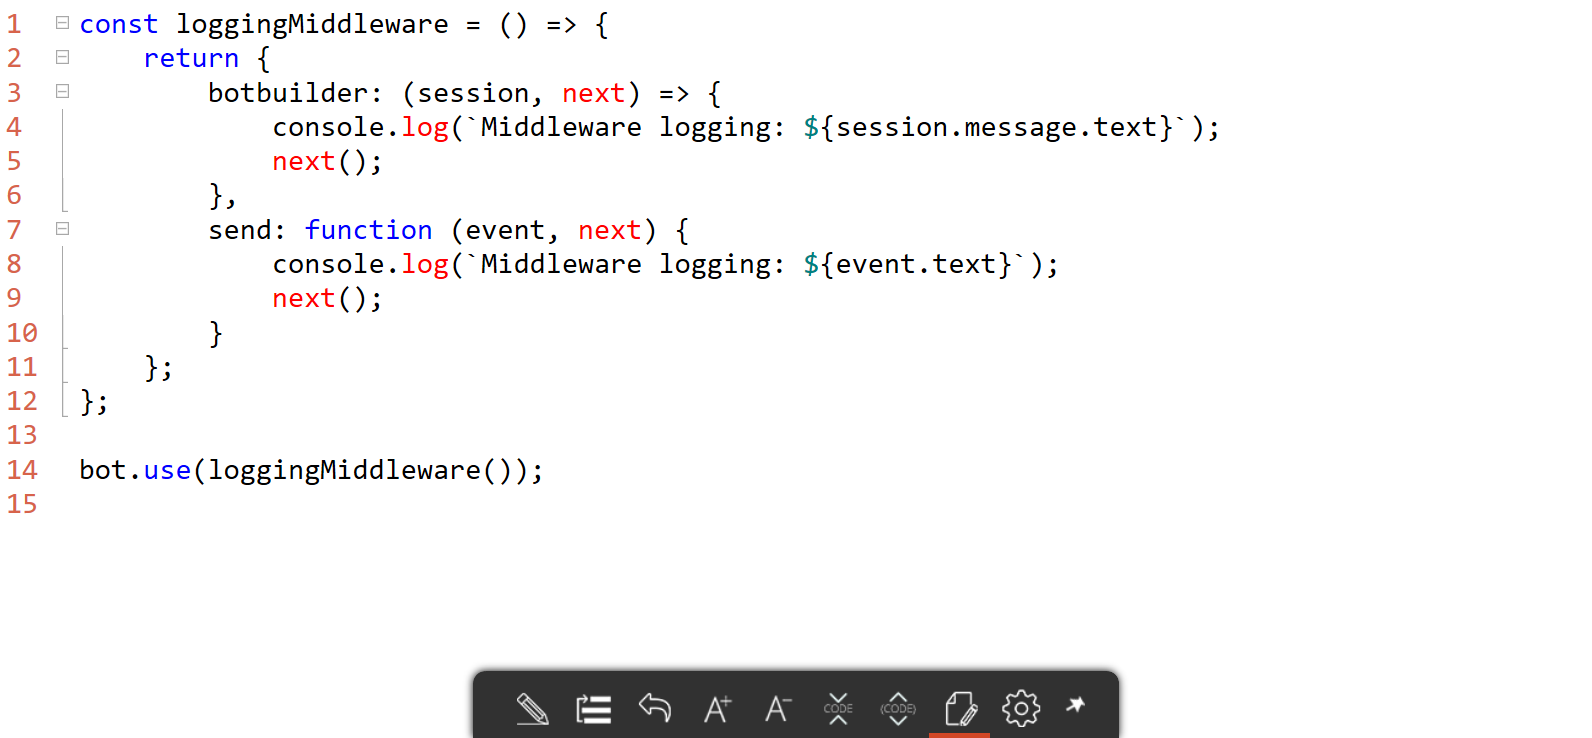 1 const loggingMiddleware = () => {
2     return {
3         botbuilder: (session, next) => {
4             console.log(`Middleware logging: ${session.message.text}`);
5             next();
6         },
7         send: function (event, next) {
8             console.log(`Middleware logging: ${event.text}`);
9             next();
10         }
11     };
12 };
13
14 bot.use(loggingMiddleware());
15
A+ A- CODE {CODE}